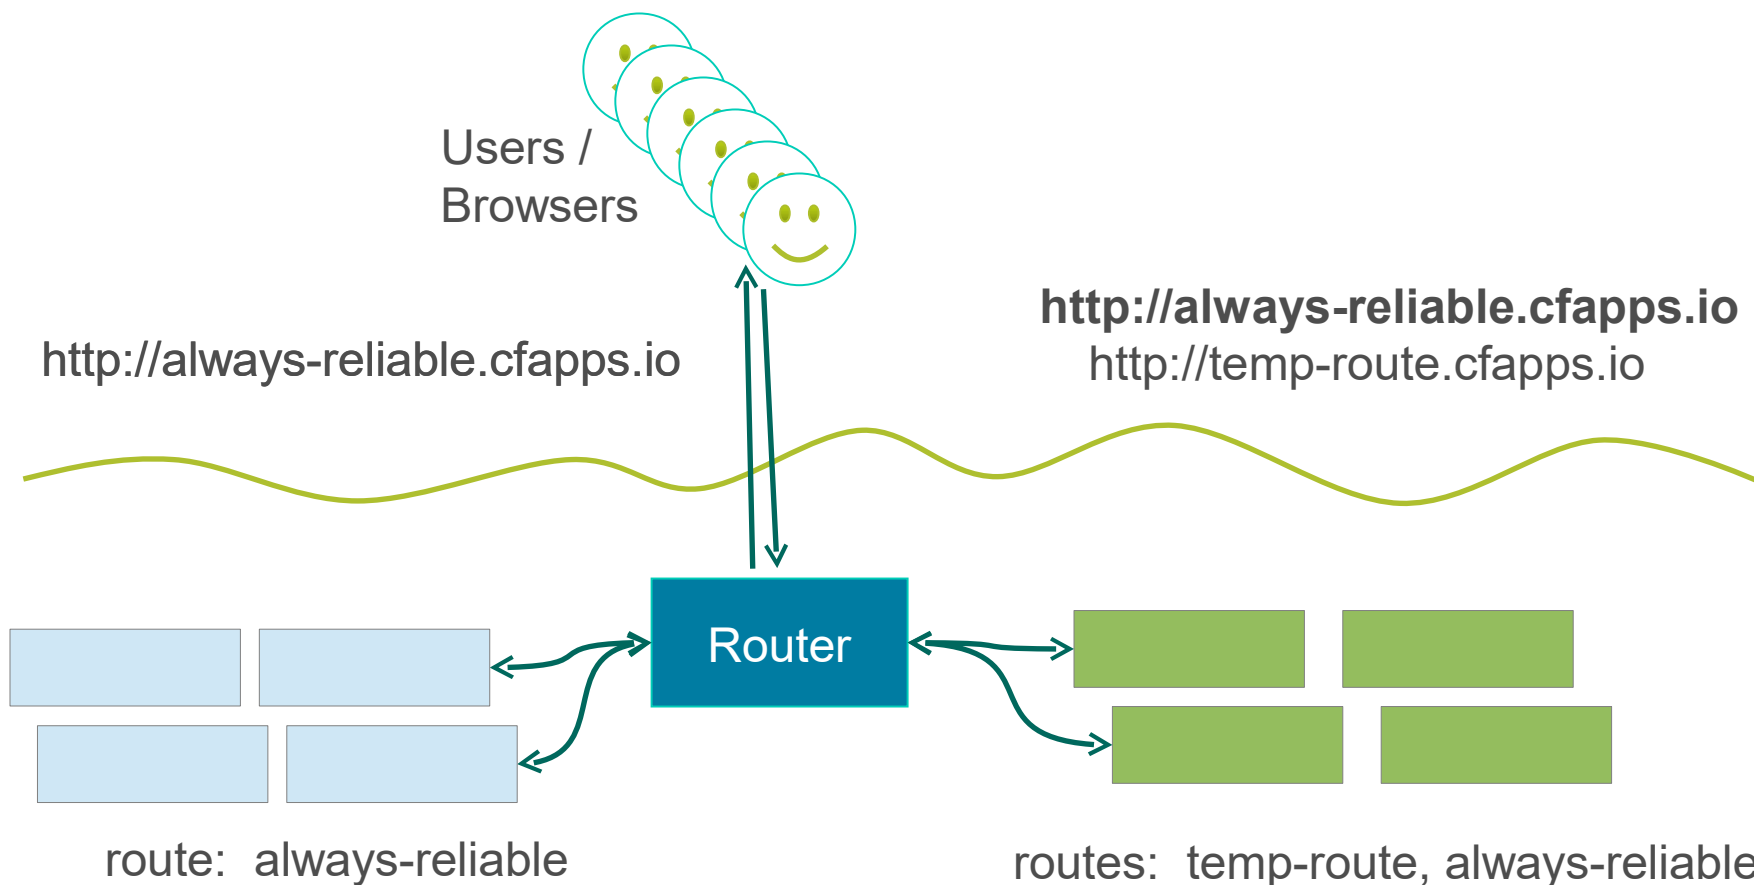 Users /
Browsers
http://always-reliable.cfapps.io
http://always-reliable.cfapps.io
http://temp-route.cfapps.io
Router
route: always-reliable
routes: temp-route, always-reliable